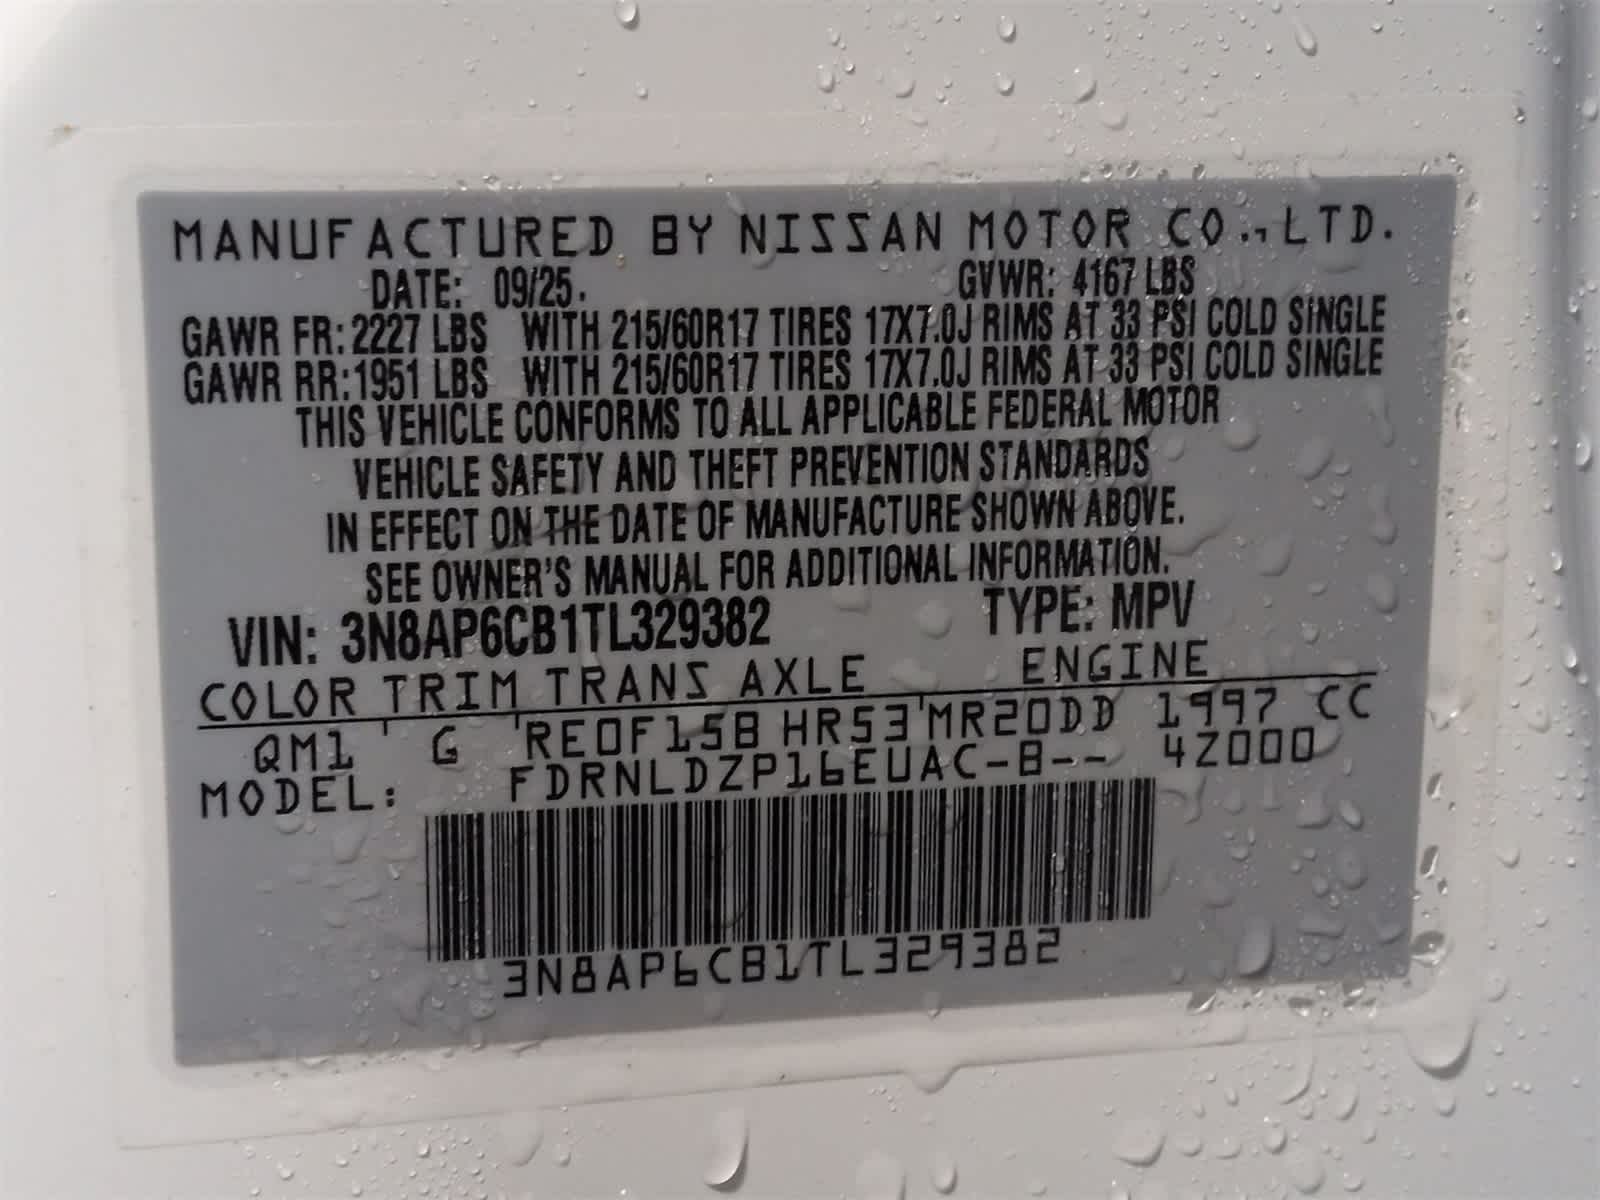 MANUFACTURED BY NISSAN MOTOR CO., LTD.
DATE: 09/25. GVWR: 4167 LBS
GAWR FR: 2227 LBS WITH 215/60R17 TIRES 17X7.0J RIMS AT 33 PSI COLD SINGLE
GAWR RR: 1951 LBS WITH 215/60R17 TIRES 17X7.0J RIMS AT 33 PSI COLD SINGLE
THIS VEHICLE CONFORMS TO ALL APPLICABLE FEDERAL MOTOR
VEHICLE SAFETY AND THEFT PREVENTION STANDARDS
IN EFFECT ON THE DATE OF MANUFACTURE SHOWN ABOVE.
SEE OWNER'S MANUAL FOR ADDITIONAL INFORMATION.
VIN: 3N8AP6CB1TL329382 TYPE: MPV
COLOR TRIM TRANS AXLE ENGINE
QM1 G RE0F15B HR53 MR20DD 1997 CC
MODEL: FDRNLDZP16EUAC-B-- 4Z000
3N8AP6CB1TL329382